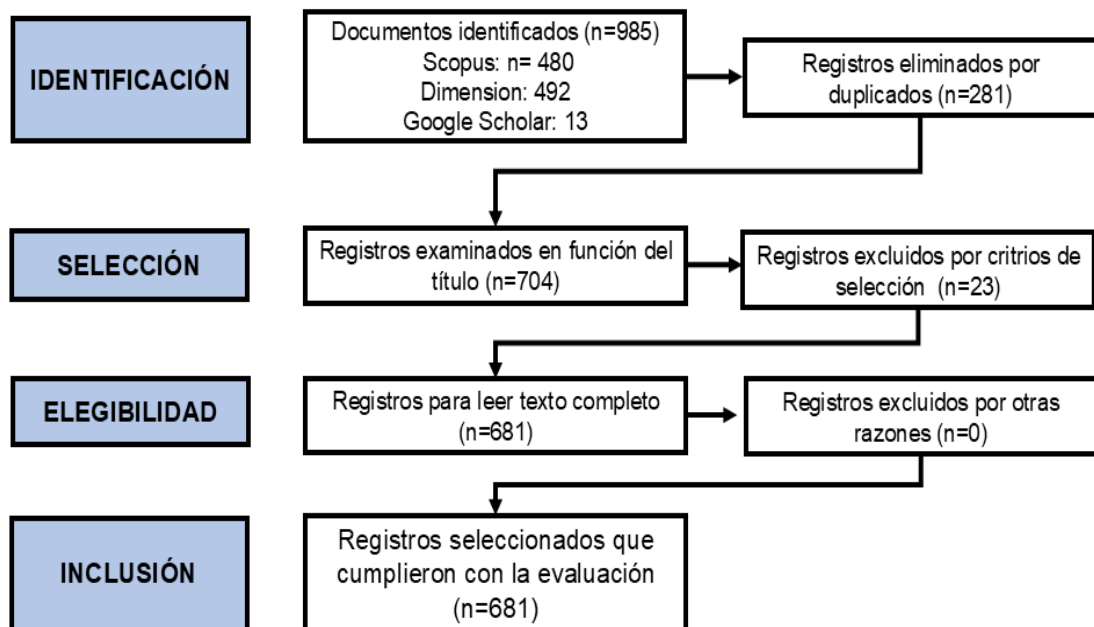 IDENTIFICACIÓN
Documentos identificados (n=985)
Scopus: n= 480
Dimension: 492
Google Scholar: 13
Registros eliminados por
duplicados (n=281)
SELECCIÓN
Registros examinados en función del
título (n=704)
Registros excluidos por critrios de
selección (n=23)
ELEGIBILIDAD
Registros para leer texto completo
(n=681)
Registros excluidos por otras
razones (n=0)
INCLUSIÓN
Registros seleccionados que
cumplieron con la evaluación
(n=681)